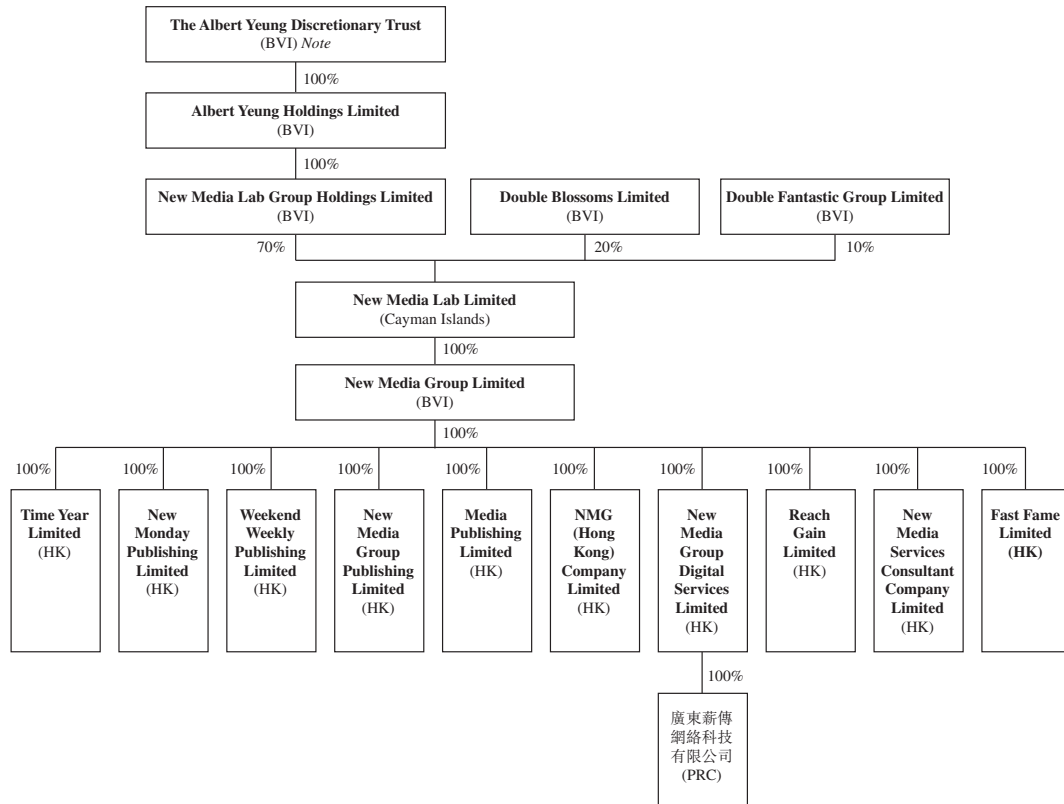 The Albert Yeung Discretionary Trust
(BVI) Note
100%
Albert Yeung Holdings Limited
(BVI)
100%
New Media Lab Group Holdings Limited
(BVI)
Double Blossoms Limited
(BVI)
Double Fantastic Group Limited
(BVI)
70%
20%
10%
New Media Lab Limited
(Cayman Islands)
100%
New Media Group Limited
(BVI)
100%
100%
100%
100%
100%
100%
100%
100%
100%
100%
100%
Time Year
Limited
(HK)
New
Monday
Publishing
Limited
(HK)
Weekend
Weekly
Publishing
Limited
(HK)
New
Media
Group
Publishing
Limited
(HK)
Media
Publishing
Limited
(HK)
NMG
(Hong
Kong)
Company
Limited
(HK)
New
Media
Group
Digital
Services
Limited
(HK)
Reach
Gain
Limited
(HK)
New
Media
Services
Consultant
Company
Limited
(HK)
Fast Fame
Limited
(HK)
100%
廣東薪傳
網絡科技
有限公司
(PRC)